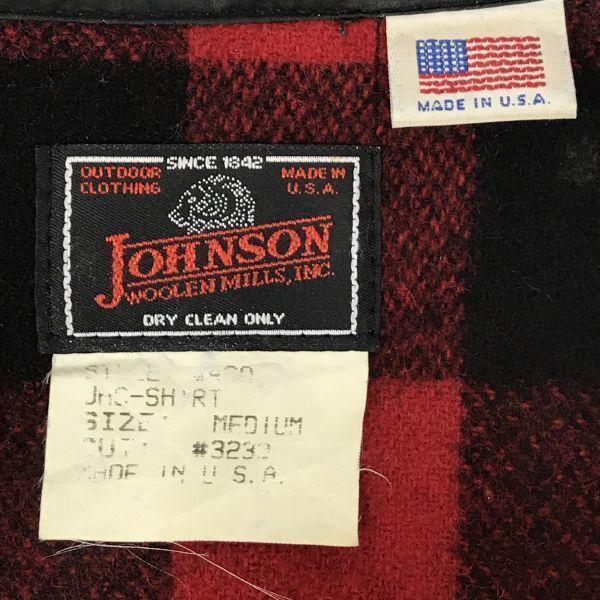 MADE IN U.S.A.
SINCE 1842
OUTDOOR CLOTHING
MADE IN U.S.A.
JOHNSON
WOOLEN MILLS, INC.
DRY CLEAN ONLY
JAC-SHIRT
SIZE: MEDIUM
CUT:
IN U.S.A.